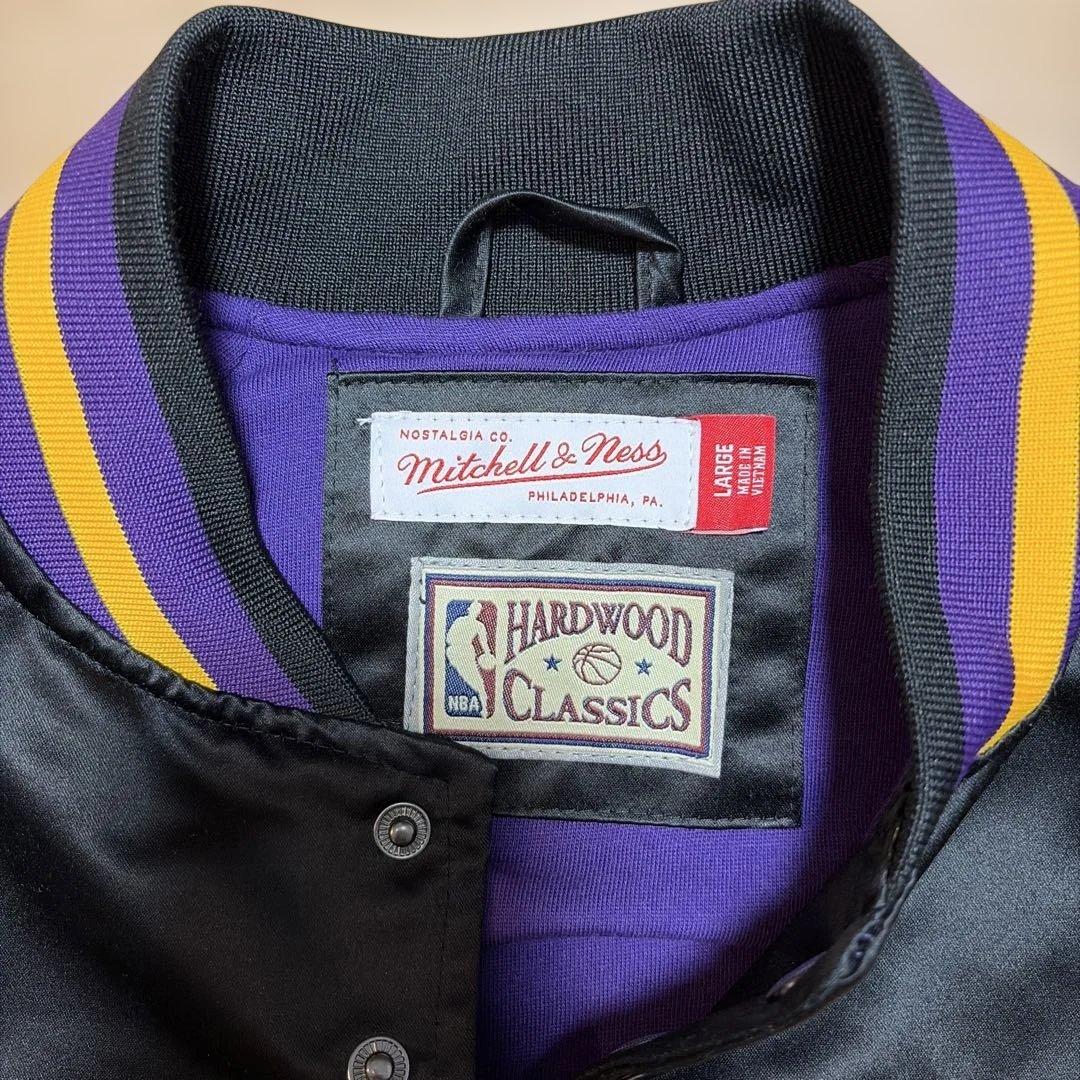 NOSTALGIA CO.
Mitchell & Ness
PHILADELPHIA, PA.
LARGE
MADE IN
VIETNAM
NBA
HARDWOOD
CLASSICS